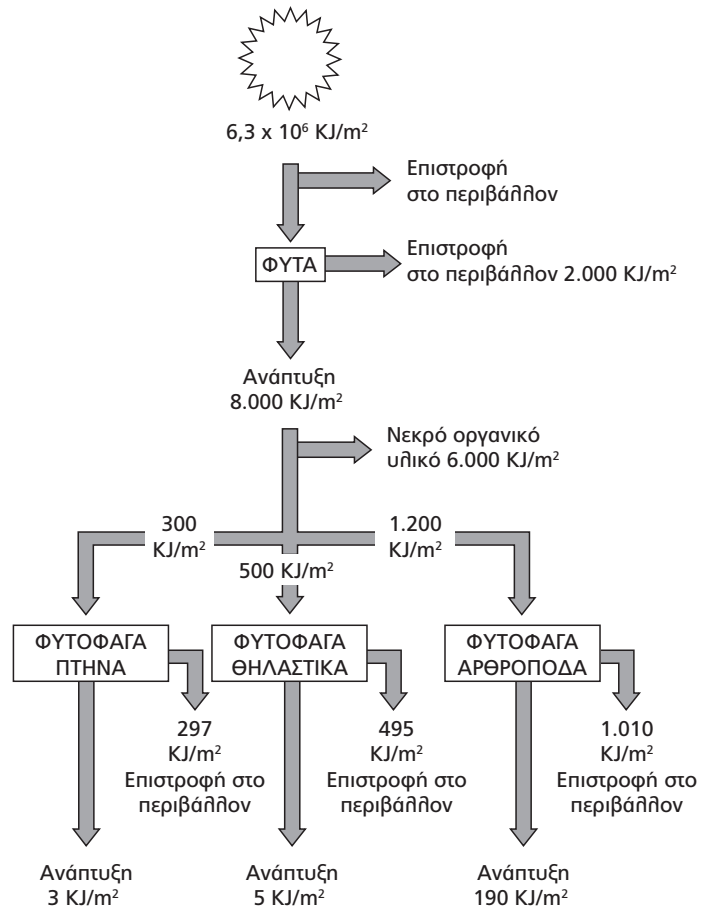 6,3 x 10⁶ KJ/m²
Επιστροφή
στο περιβάλλον
ΦΥΤΑ
Επιστροφή
στο περιβάλλον 2.000 KJ/m²
Ανάπτυξη
8.000 KJ/m²
Νεκρό οργανικό
υλικό 6.000 KJ/m²
300
KJ/m²
500 KJ/m²
1.200
KJ/m²
ΦΥΤΟΦΑΓΑ
ΠΤΗΝΑ
ΦΥΤΟΦΑΓΑ
ΘΗΛΑΣΤΙΚΑ
ΦΥΤΟΦΑΓΑ
ΑΡΘΡΟΠΟΔΑ
297
KJ/m²
Επιστροφή στο
περιβάλλον
495
KJ/m²
Επιστροφή στο
περιβάλλον
1.010
KJ/m²
Επιστροφή στο
περιβάλλον
Ανάπτυξη
3 KJ/m²
Ανάπτυξη
5 KJ/m²
Ανάπτυξη
190 KJ/m²